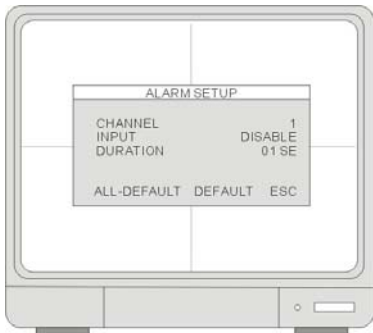 ALARM SETUP
CHANNEL 1
INPUT DISABLE
DURATION 01 SE
ALL-DEFAULT DEFAULT ESC